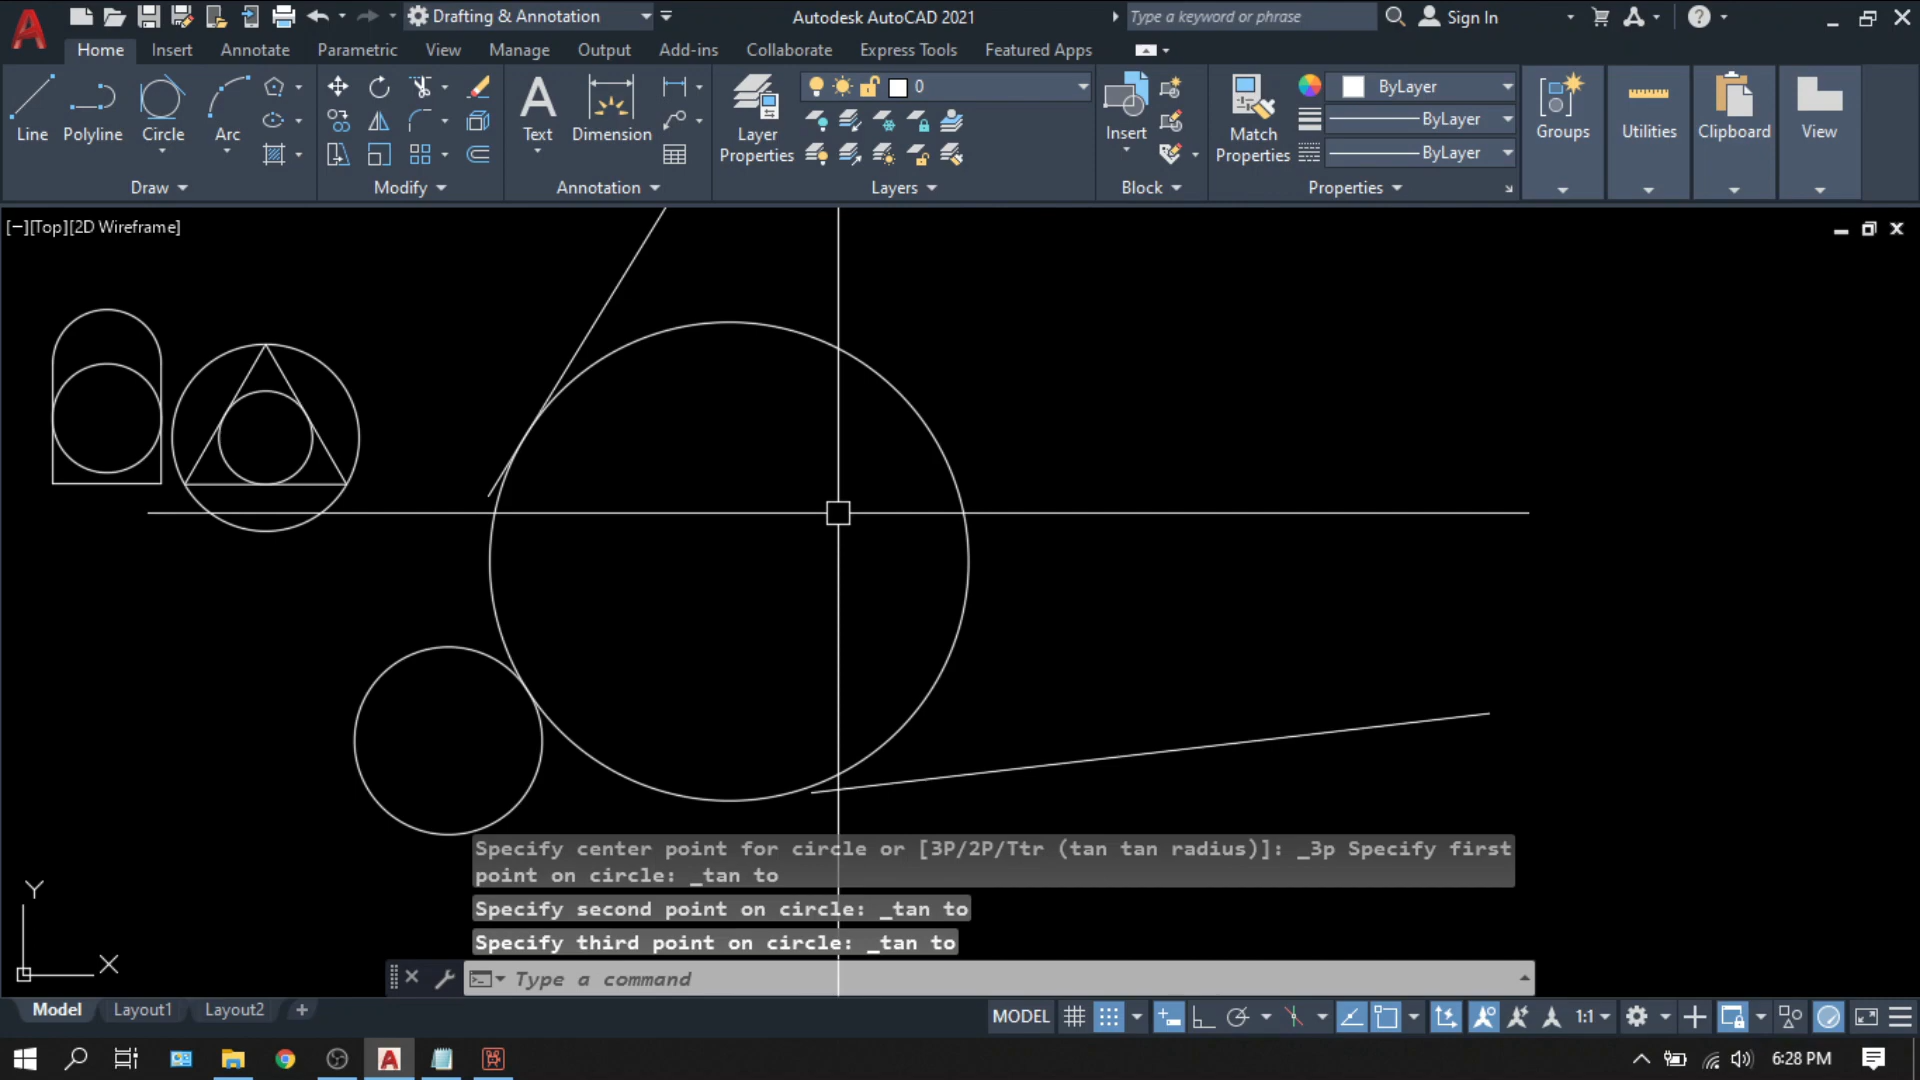 Drafting & Annotation
Autodesk AutoCAD 2021
Type a keyword or phrase
Sign In
Home Insert Annotate Parametric View Manage Output Add-ins Collaborate Express Tools Featured Apps
0
ByLayer
Line Polyline Circle Arc
Text Dimension
Layer
Properties
Insert
Match
Properties
ByLayer
ByLayer
Groups Utilities Clipboard View
Draw Modify Annotation Layers Block Properties
[−][Top][2D Wireframe]
Specify center point for circle or [3P/2P/Ttr (tan tan radius)]: _3p Specify first
point on circle: _tan to
Specify second point on circle: _tan to
Specify third point on circle: _tan to
Y
X
Type a command
Model Layout1 Layout2 +
MODEL
1:1
6:28 PM